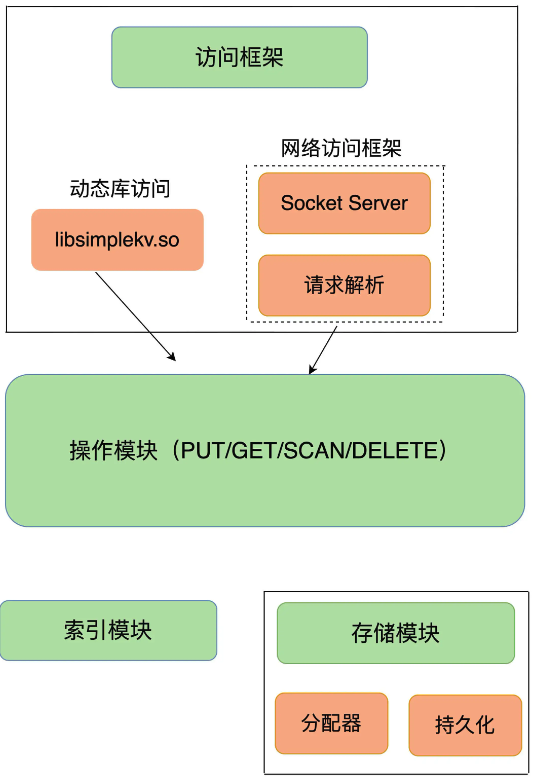 访问框架
网络访问框架
动态库访问
Socket Server
libsimplekv.so
请求解析
操作模块（PUT/GET/SCAN/DELETE）
索引模块
存储模块
分配器
持久化